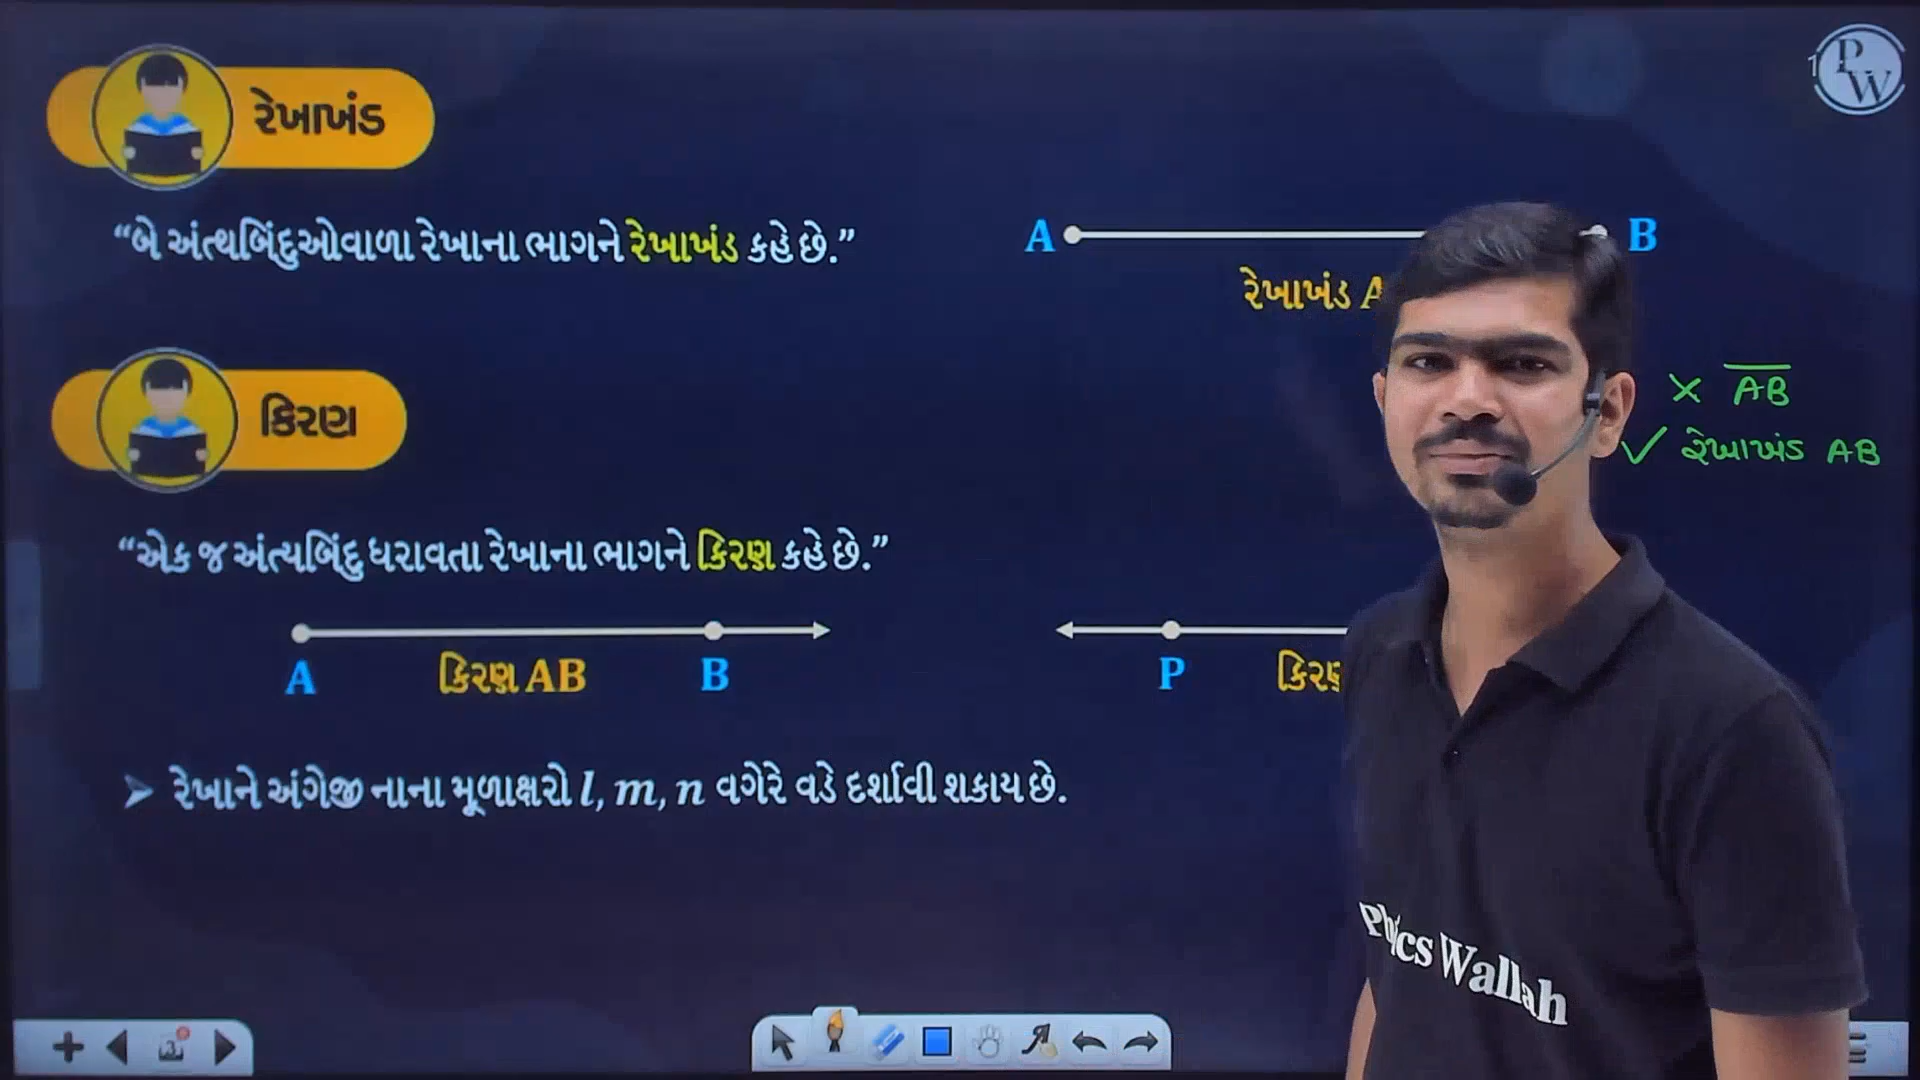 રેખાખંડ
PW
"બે અંત્યબિંદુઓવાળા રેખાના ભાગને રેખાખંડ કહે છે."
A B
રેખાખંડ
× AB
✓ રેખાખંડ AB
કિરણ
"એક જ અંત્યબિંદુ ધરાવતા રેખાના ભાગને કિરણ કહે છે."
A કિરણ AB B
P
➤ રેખાને અંગેજી નાના મૂળાક્ષરો l, m, n વગેરે વડે દર્શાવી શકાય છે.
Wallah